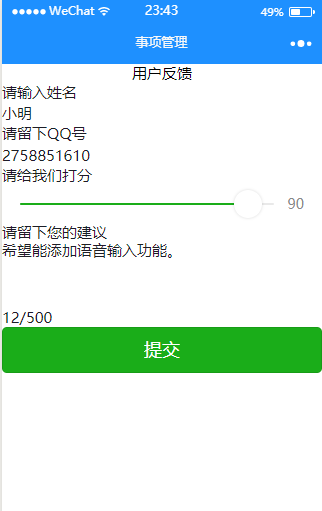 ●●●●● WeChat 23:43 49%
事项管理
用户反馈
请输入姓名
小明
请留下QQ号
2758851610
请给我们打分
90
请留下您的建议
希望能添加语音输入功能。
12/500
提交